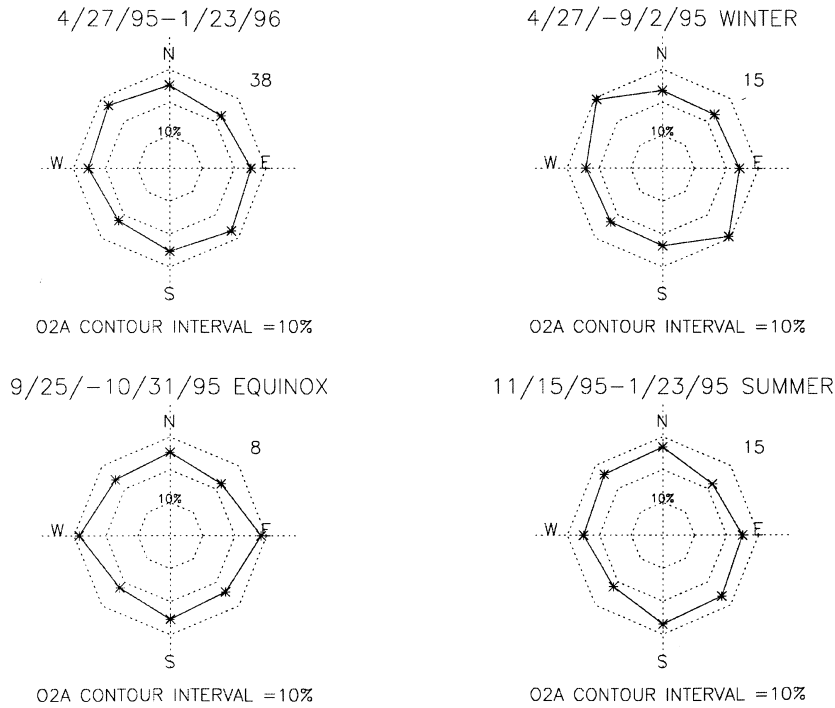 4/27/95-1/23/96
N
38
10%
W
E
S
O2A CONTOUR INTERVAL =10%
4/27/-9/2/95 WINTER
N
15
10%
W
E
S
O2A CONTOUR INTERVAL =10%
9/25/-10/31/95 EQUINOX
N
8
10%
W
E
S
O2A CONTOUR INTERVAL =10%
11/15/95-1/23/95 SUMMER
N
15
10%
W
E
S
O2A CONTOUR INTERVAL =10%